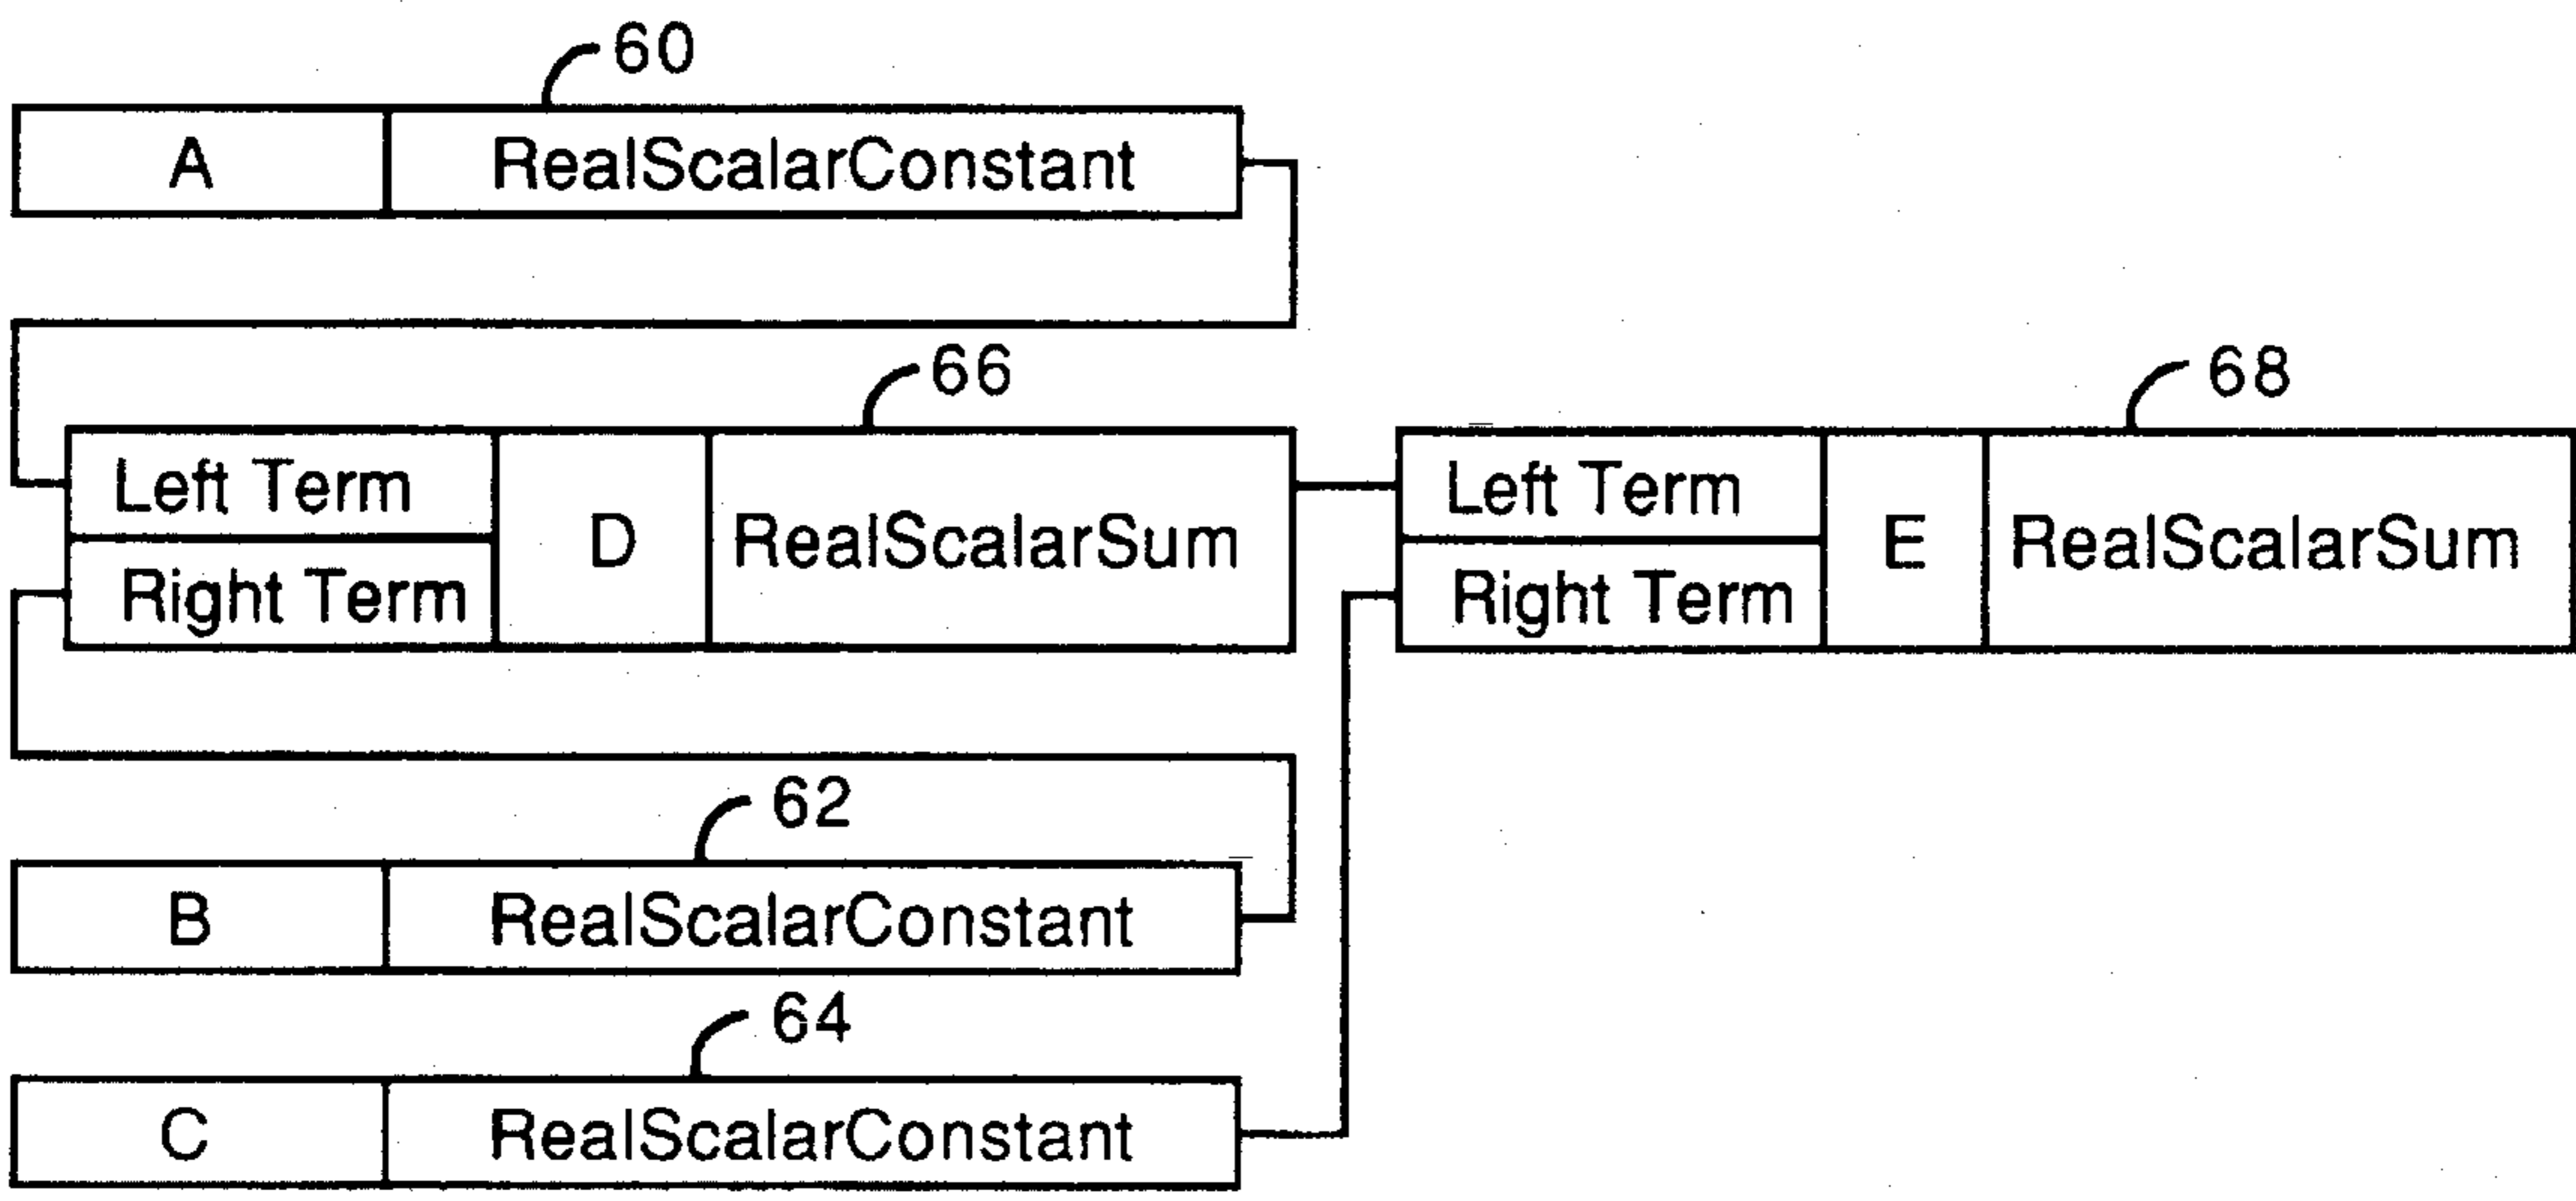 60
A RealScalarConstant
66
68
Left Term
Right Term
D RealScalarSum
Left Term
Right Term
E RealScalarSum
62
B RealScalarConstant
64
C RealScalarConstant